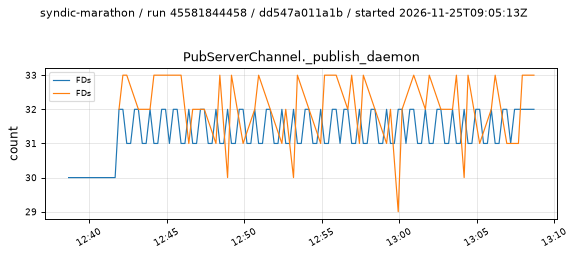 syndic-marathon / run 45581844458 / dd547a011a1b / started 2026-11-25T09:05:13Z
PubServerChannel._publish_daemon
FDs
FDs
count
33
32
31
30
29
12:40
12:45
12:50
12:55
13:00
13:05
13:10